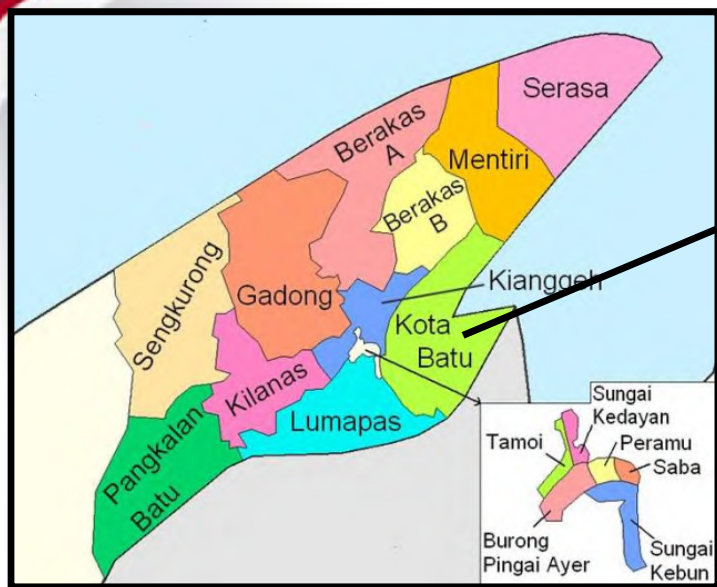 Serasa
Berakas
A
Mentiri
Berakas
B
Sengkurong
Gadong
Kianggeh
Kota
Batu
Kilanas
Lumapas
Pangkalan
Batu
Sungai
Kedayan
Tamoi
Peramu
Saba
Burong
Pingai Ayer
Sungai
Kebun